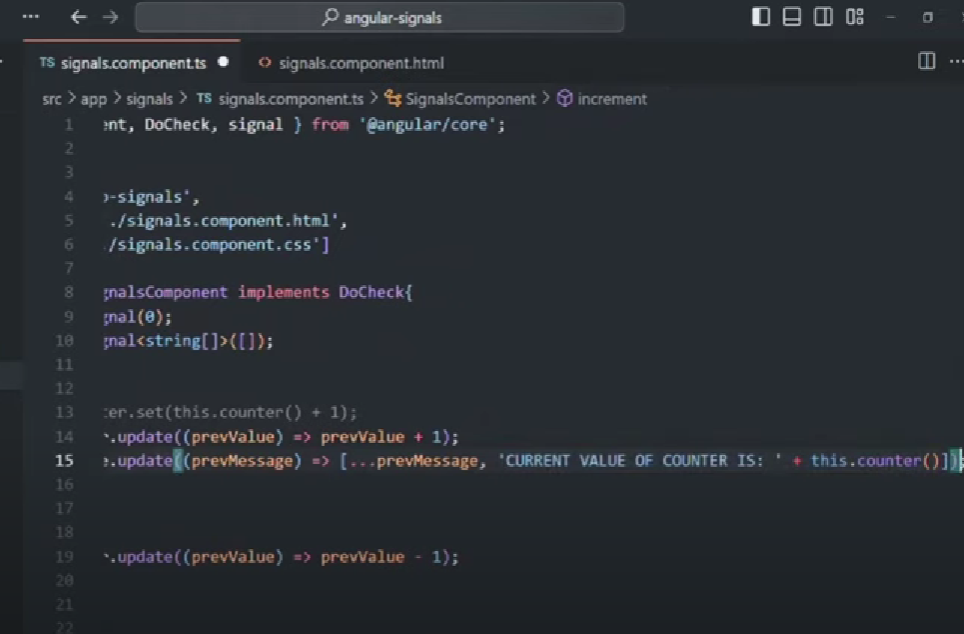 angular-signals
TS signals.component.ts signals.component.html
src > app > signals > TS signals.component.ts > SignalsComponent > increment
1 ent, DoCheck, signal } from '@angular/core';
2
3
4 p-signals',
5 ./signals.component.html',
6 /signals.component.css']
7
8 gnalsComponent implements DoCheck{
9 gnal(0);
10 gnal<string[]>([]);
11
12
13 ter.set(this.counter() + 1);
14 r.update((prevValue) => prevValue + 1);
15 e.update((prevMessage) => [...prevMessage, 'CURRENT VALUE OF COUNTER IS: ' + this.counter()]);
16
17
18
19 r.update((prevValue) => prevValue - 1);
20
21
22